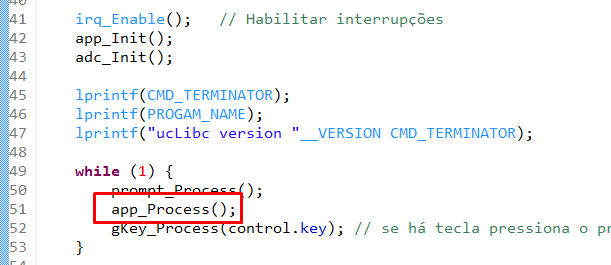 40
41 irq_Enable(); // Habilitar interrupções
42 app_Init();
43 adc_Init();
44
45 lprintf(CMD_TERMINATOR);
46 lprintf(PROGAM_NAME);
47 lprintf("ucLibc version "__VERSION CMD_TERMINATOR);
48
49 while (1) {
50 prompt_Process();
51 app_Process();
52 gKey_Process(control.key); // se há tecla pressiona o
53 }
54